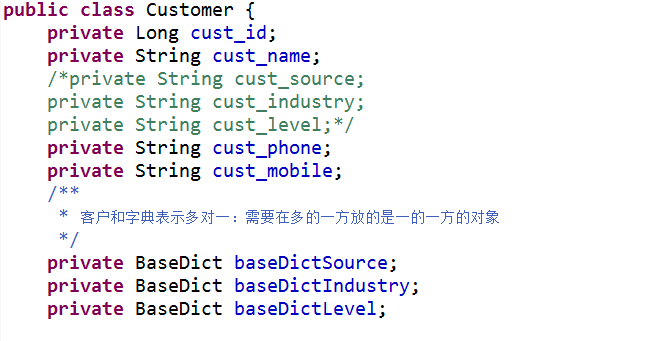 public class Customer {
    private Long cust_id;
    private String cust_name;
    /*private String cust_source;
    private String cust_industry;
    private String cust_level;*/
    private String cust_phone;
    private String cust_mobile;
    /**
     * 客户和字典表示多对一：需要在多的一方放的是一的一方的对象
     */
    private BaseDict baseDictSource;
    private BaseDict baseDictIndustry;
    private BaseDict baseDictLevel;